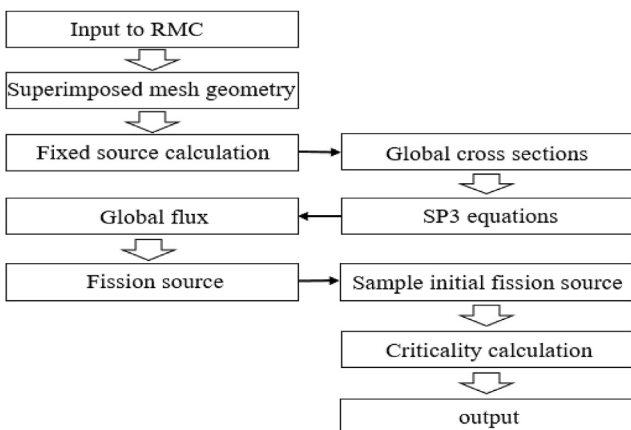 Input to RMC
Superimposed mesh geometry
Fixed source calculation
Global cross sections
SP3 equations
Global flux
Fission source
Sample initial fission source
Criticality calculation
output